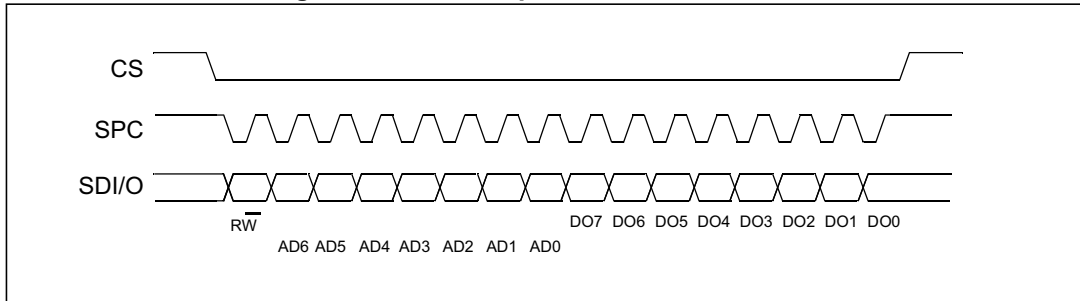 CS
SPC
SDI/O
RW
DO7 DO6 DO5 DO4 DO3 DO2 DO1 DO0
AD6 AD5 AD4 AD3 AD2 AD1 AD0